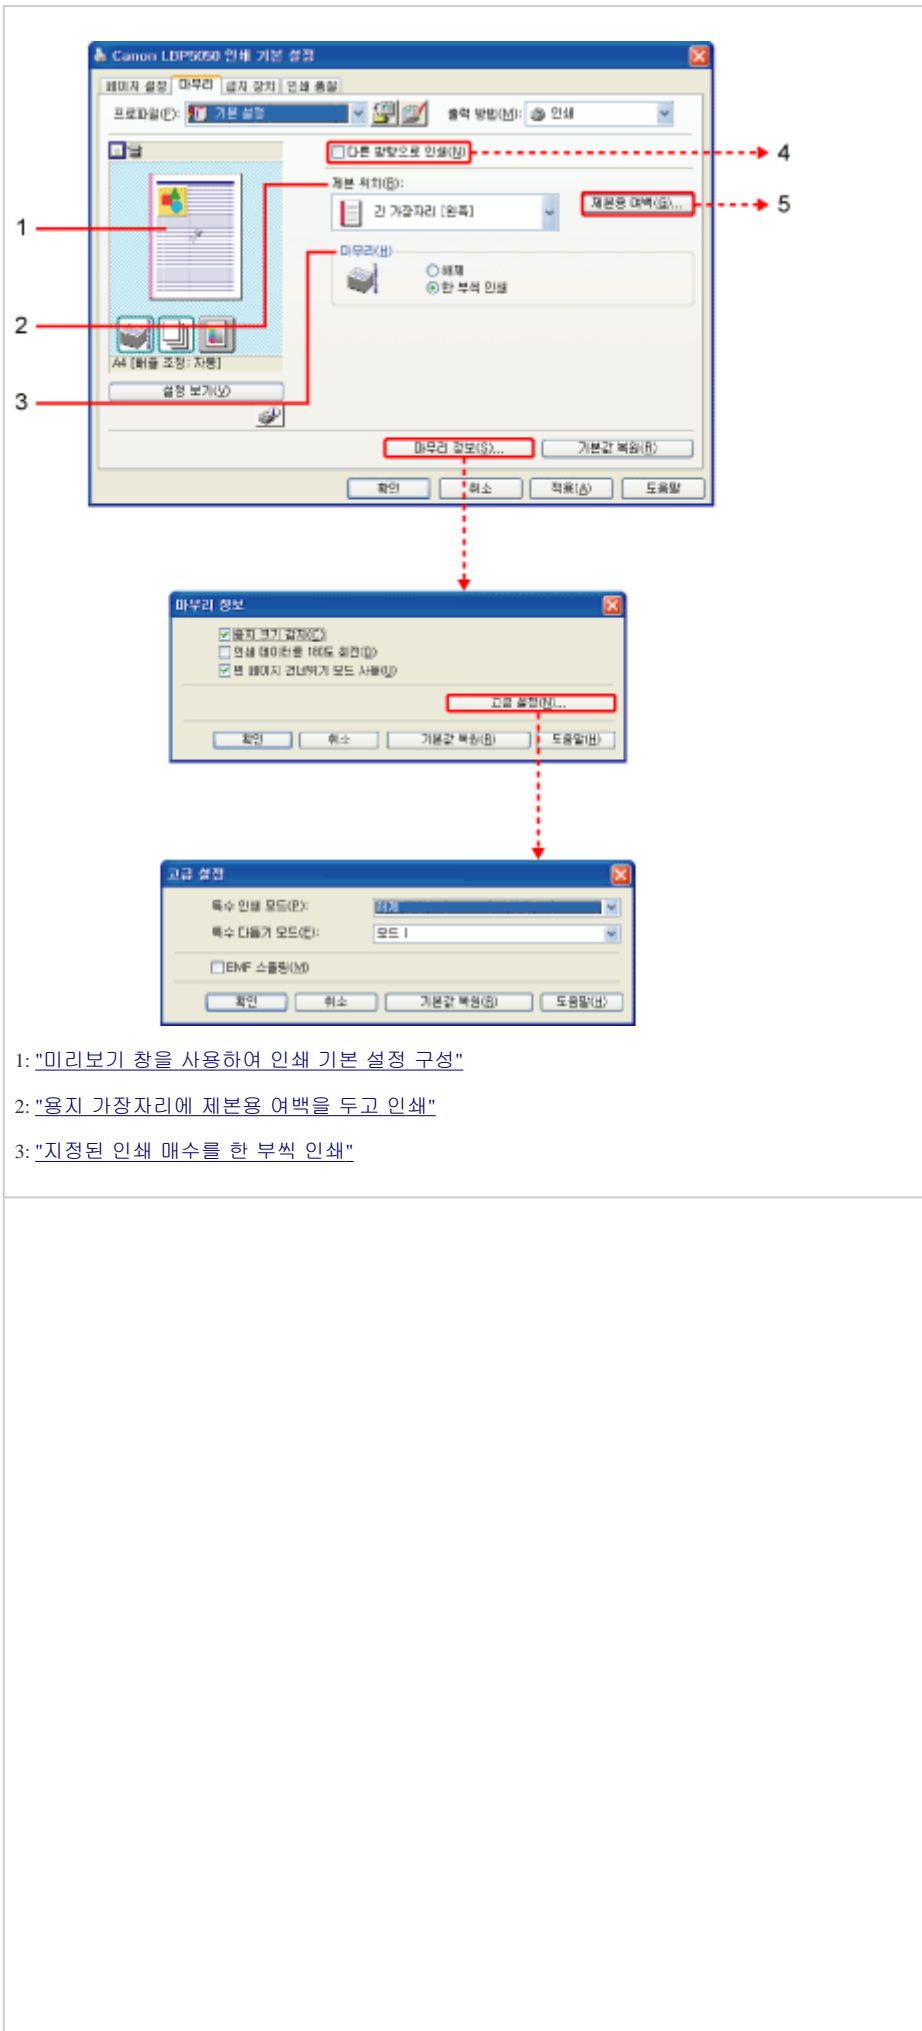 Canon LBP5050 인쇄 기본 설정
페이지 설정 마무리 급지 장치 인쇄 품질
프로파일(F): 기본 설정 출력 방법(M): 인쇄
다른 방향으로 인쇄(N) 4
제본 위치(B):
긴 가장자리 [왼쪽] 제본용 여백(G)... 5
1
마무리(H)
해제
한 부씩 인쇄
2
A4 [배율 조정: 자동]
설정 보기(V)
3
마무리 정보(S)... 기본값 복원(R)
확인 취소 적용(A) 도움말
마무리 정보
용지 크기 감지(C)
인쇄 데이터를 180도 회전(D)
빈 페이지 건너뛰기 모드 사용(U)
고급 설정(N)...
확인 취소 기본값 복원(R) 도움말(H)
고급 설정
특수 인쇄 모드(P): 해제
특수 다듬기 모드(E): 모드 1
EMF 스풀링(M)
확인 취소 기본값 복원(R) 도움말(H)
1: "미리보기 창을 사용하여 인쇄 기본 설정 구성"
2: "용지 가장자리에 제본용 여백을 두고 인쇄"
3: "지정된 인쇄 매수를 한 부씩 인쇄"